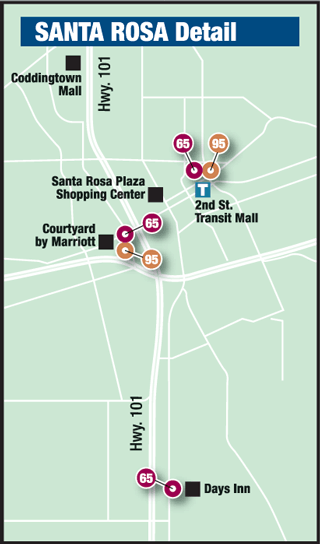 SANTA ROSA Detail
Coddingtown
Mall
Hwy. 101
65
95
T
Santa Rosa Plaza
Shopping Center
2nd St.
Transit Mall
Courtyard
by Marriott
65
95
Hwy. 101
65
Days Inn